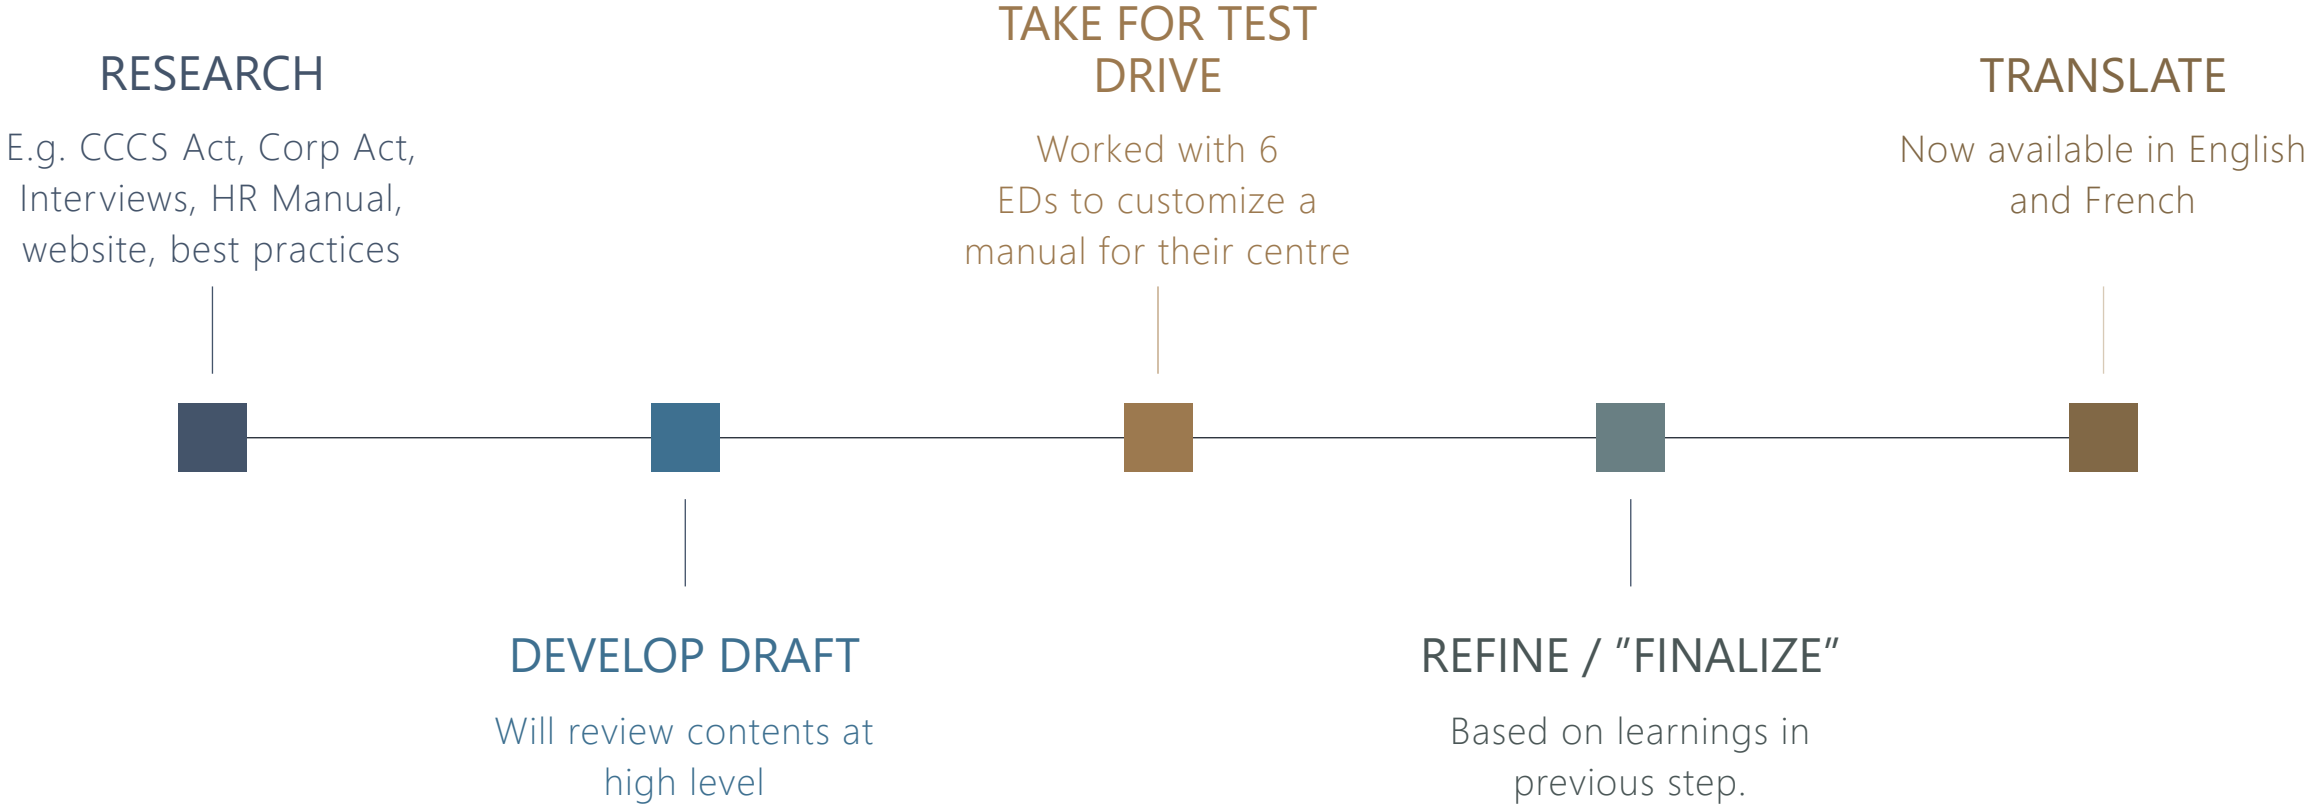 RESEARCH
E.g. CCCS Act, Corp Act,
Interviews, HR Manual,
website, best practices
DEVELOP DRAFT
Will review contents at
high level
TAKE FOR TEST
DRIVE
Worked with 6
EDs to customize a
manual for their centre
REFINE / ”FINALIZE”
Based on learnings in
previous step.
TRANSLATE
Now available in English
and French